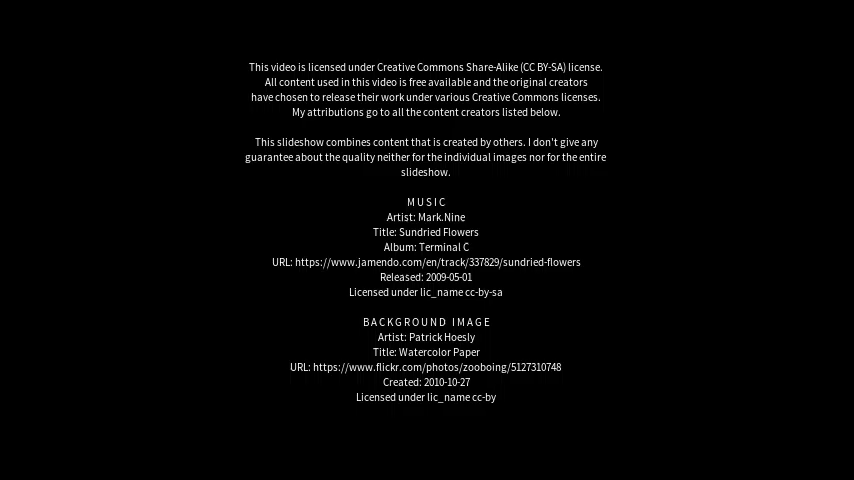 This video is licensed under Creative Commons Share-Alike (CC BY-SA) license.
All content used in this video is free available and the original creators
have chosen to release their work under various Creative Commons licenses.
My attributions go to all the content creators listed below.
This slideshow combines content that is created by others. I don't give any
guarantee about the quality neither for the individual images nor for the entire
slideshow.
MUSIC
Artist: Mark.Nine
Title: Sundried Flowers
Album: Terminal C
URL: https://www.jamendo.com/en/track/337829/sundried-flowers
Released: 2009-05-01
Licensed under lic_name cc-by-sa
BACKGROUND IMAGE
Artist: Patrick Hoesly
Title: Watercolor Paper
URL: https://www.flickr.com/photos/zooboing/5127310748
Created: 2010-10-27
Licensed under lic_name cc-by